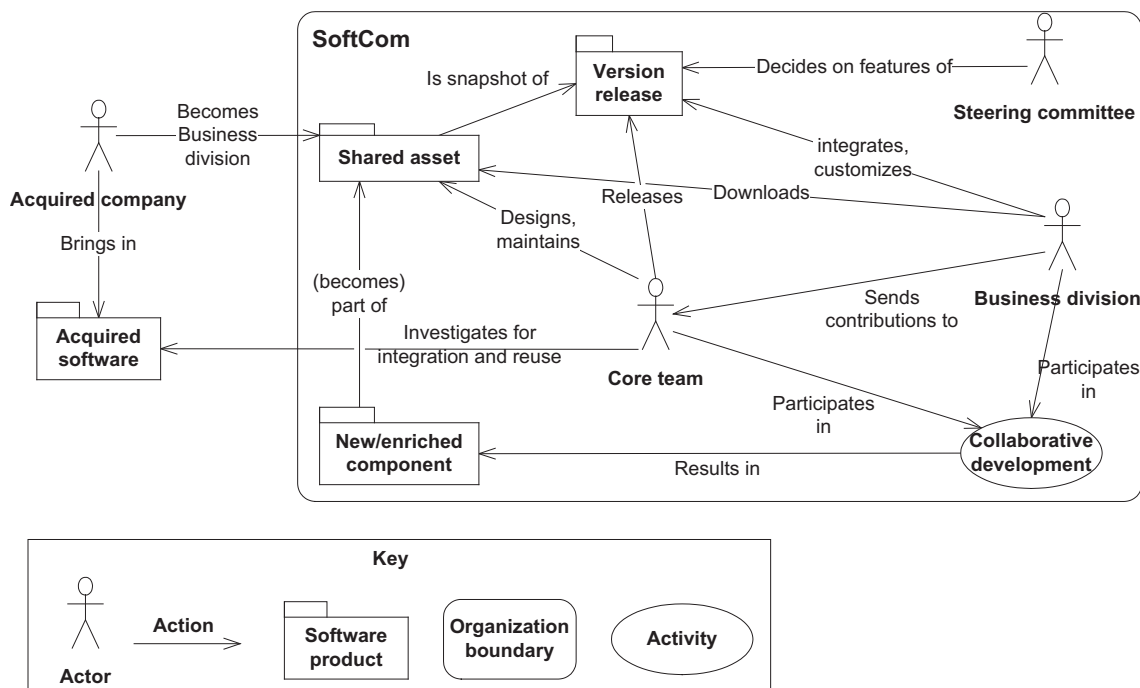 SoftCom
Version
release
Decides on features of
Steering committee
Is snapshot of
Becomes
Business
division
Acquired company
Shared asset
integrates,
customizes
Downloads
Releases
Designs,
maintains
Brings in
(becomes)
part of
Business division
Sends
contributions to
Acquired
software
Investigates for
integration and reuse
Core team
Participates
in
Participates
in
New/enriched
component
Results in
Collaborative
development
Key
Actor
Action
Software
product
Organization
boundary
Activity